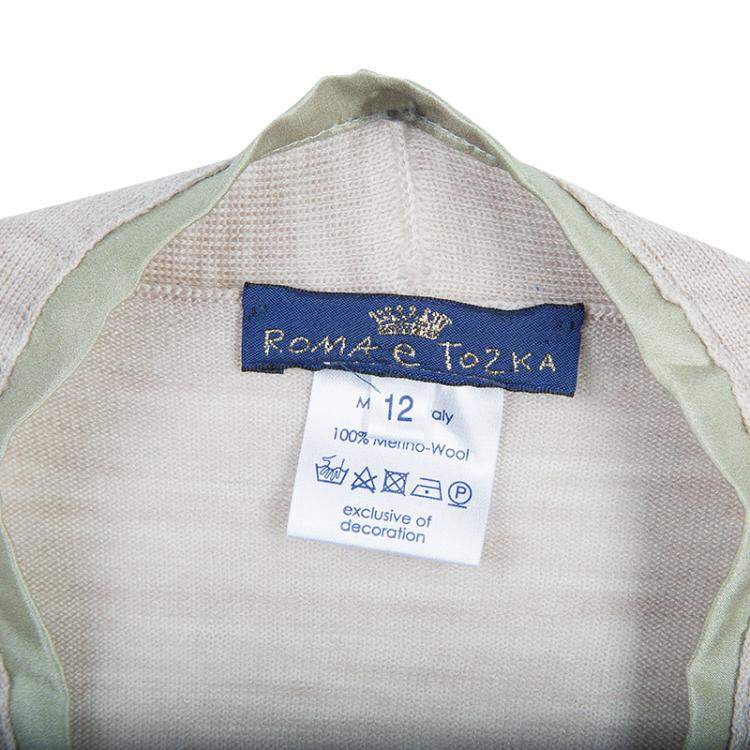 ROMA e TOZKA
M 12 aly
100% Merino-Wool
P
exclusive of
decoration